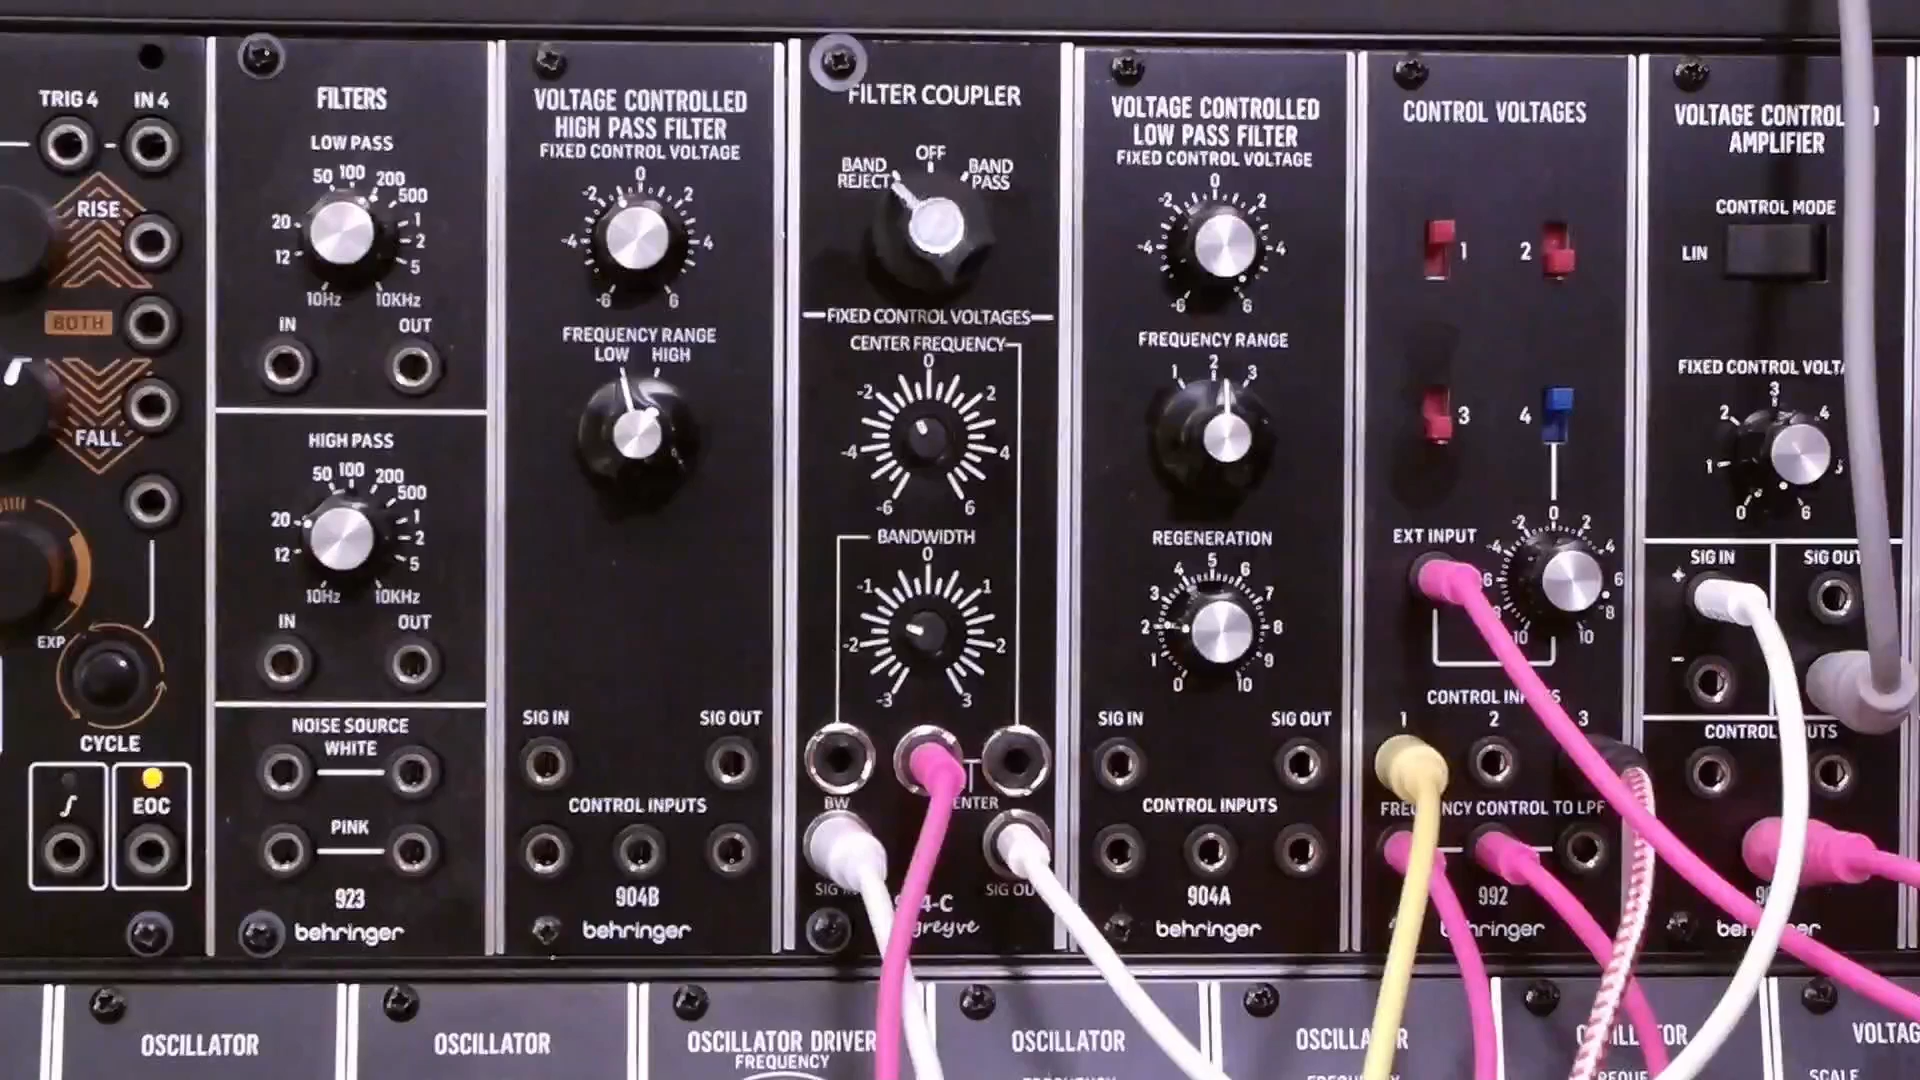 TRIG 4 IN 4
RISE
BOTH
FALL
EXP
CYCLE
EOC
FILTERS
LOW PASS
50 100 200
500
20 1
2
12 5
10Hz 10KHz
IN OUT
HIGH PASS
50 100 200
500
20 1
2
12 5
10Hz 10KHz
IN OUT
NOISE SOURCE
WHITE
PINK
923
behringer
VOLTAGE CONTROLLED
HIGH PASS FILTER
FIXED CONTROL VOLTAGE
0
-2 2
-4 4
-6 6
FREQUENCY RANGE
LOW HIGH
SIG IN SIG OUT
CONTROL INPUTS
904B
behringer
FILTER COUPLER
OFF
BAND REJECT
BAND PASS
FIXED CONTROL VOLTAGES
CENTER FREQUENCY
0
-2 2
-4 4
-6 6
BANDWIDTH
0
-1 1
-2 2
-3 3
BW
SIG
greyve
VOLTAGE CONTROLLED
LOW PASS FILTER
FIXED CONTROL VOLTAGE
0
-2 2
-4 4
-6 6
FREQUENCY RANGE
1 2 3
REGENERATION
5
4 6
3 7
2 8
1 9
0 10
SIG IN SIG OUT
CONTROL INPUTS
904A
behringer
CONTROL VOLTAGES
1 2
3 4
EXT INPUT
0
-2 2
-4 4
6 6
8
10 10
CONTROL
1 2 3
CONTROL TO LPF
992
VOLTAGE
AMPLIFIER
CONTROL MODE
LIN
FIXED CONTROL
3
2 4
1
0 6
SIG IN SIG OUT
+
-
CONTROL
OSCILLATOR
OSCILLATOR
OSCILLATOR DRIVER
FREQUENCY
OSCILLATOR
SCALE